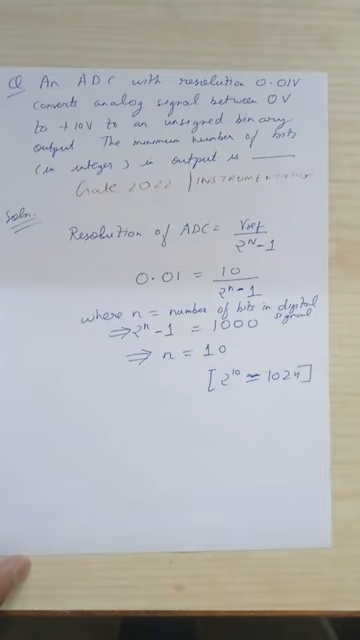 Q An ADC with resolution 0.01V
converts analog signal between 0V
to +10V to an unsigned binary
output The minimum number of bits
(in integer) in output is ____
Gate 2022 | INSTRUMENTATION
Soln.
Resolution of ADC = Vref / 2^N - 1
0.01 = 10 / 2^n - 1
where n = number of bits in digital signal.
⇒ 2^n - 1 = 1000
⇒ n = 10
[2^10 = 1024]